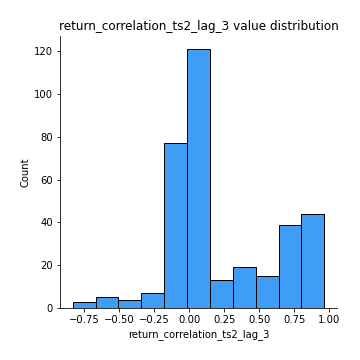 return_correlation_ts2_lag_3 value distribution
120
100
80
60
40
20
0
Count
−0.75 −0.50 −0.25 0.00 0.25 0.50 0.75 1.00
return_correlation_ts2_lag_3